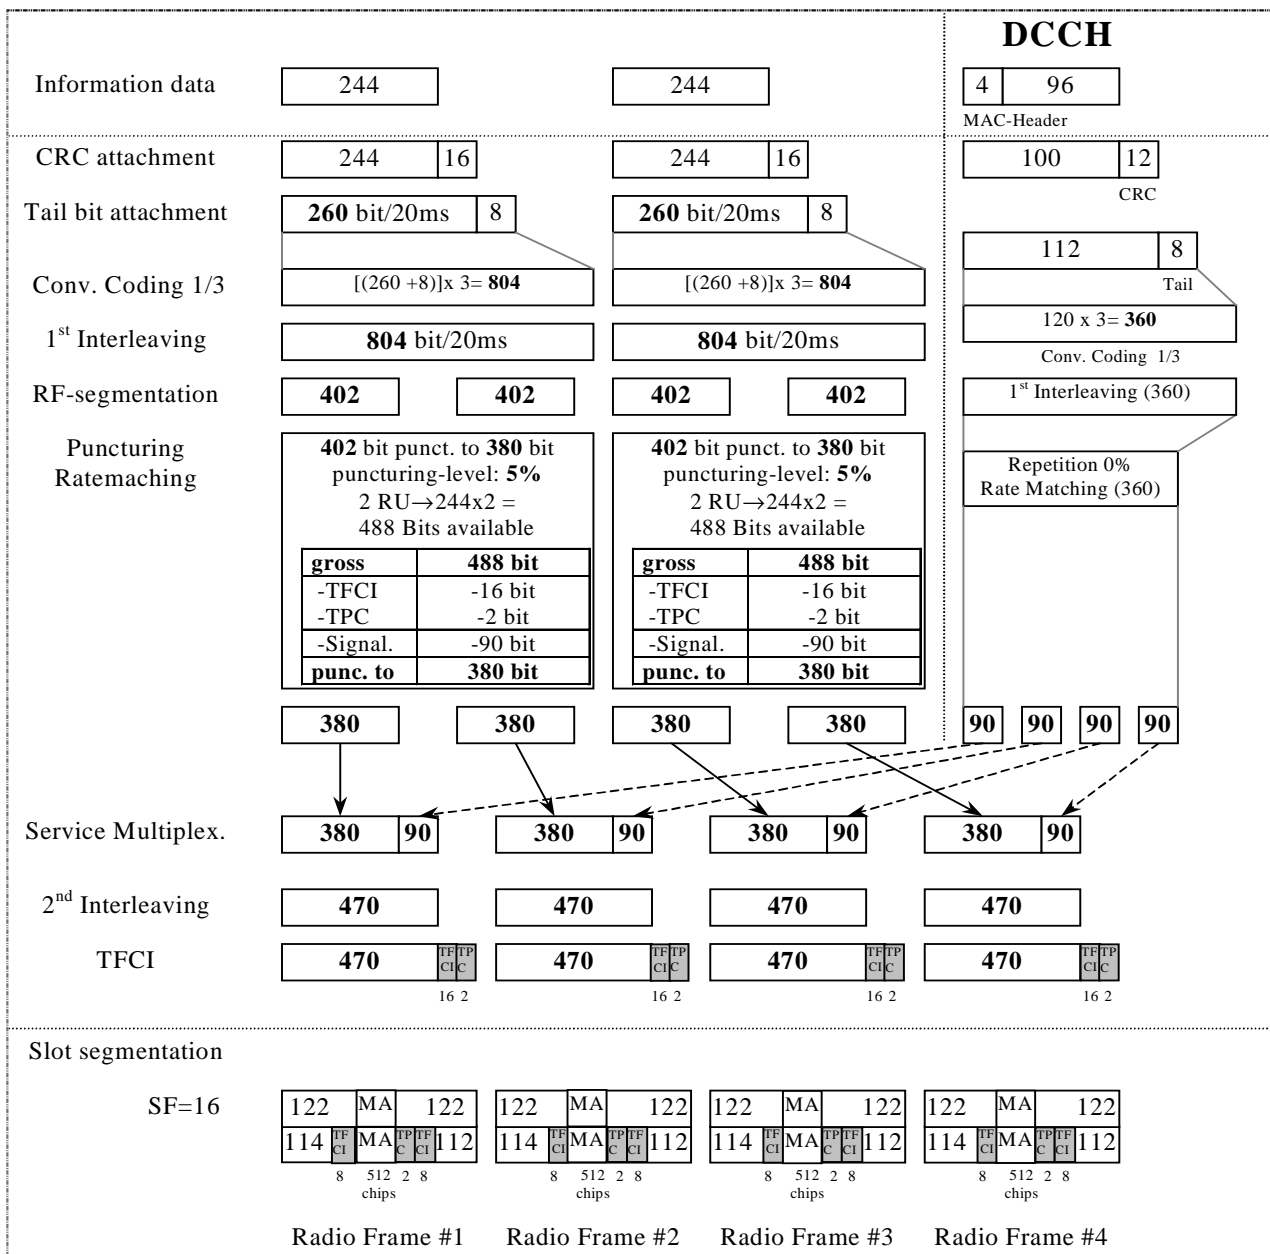 DCCH
Information data 244 244 4 96
MAC-Header
CRC attachment 244 16 244 16 100 12
CRC
Tail bit attachment 260 bit/20ms 8 260 bit/20ms 8
112 8
Tail
Conv. Coding 1/3 [(260 +8)]x 3= 804 [(260 +8)]x 3= 804
120 x 3= 360
Conv. Coding 1/3
1st Interleaving 804 bit/20ms 804 bit/20ms
RF-segmentation 402 402 402 402 1st Interleaving (360)
Puncturing
Ratemaching
402 bit punct. to 380 bit
puncturing-level: 5%
2 RU→244x2 =
488 Bits available
gross 488 bit
-TFCI -16 bit
-TPC -2 bit
-Signal. -90 bit
punc. to 380 bit
402 bit punct. to 380 bit
puncturing-level: 5%
2 RU→244x2 =
488 Bits available
gross 488 bit
-TFCI -16 bit
-TPC -2 bit
-Signal. -90 bit
punc. to 380 bit
Repetition 0%
Rate Matching (360)
380 380 380 380 90 90 90 90
Service Multiplex. 380 90 380 90 380 90 380 90
2nd Interleaving 470 470 470 470
TFCI 470 TF CI TP C 470 TF CI TP C 470 TF CI TP C 470 TF CI TP C
16 2 16 2 16 2 16 2
Slot segmentation
SF=16 122 MA 122 122 MA 122 122 MA 122 122 MA 122
114 TF CI MA TP C TF CI 112 114 TF CI MA TP C TF CI 112 114 TF CI MA TP C TF CI 112 114 TF CI MA TP C TF CI 112
8 512 2 8 8 512 2 8 8 512 2 8 8 512 2 8
chips chips chips chips
Radio Frame #1 Radio Frame #2 Radio Frame #3 Radio Frame #4